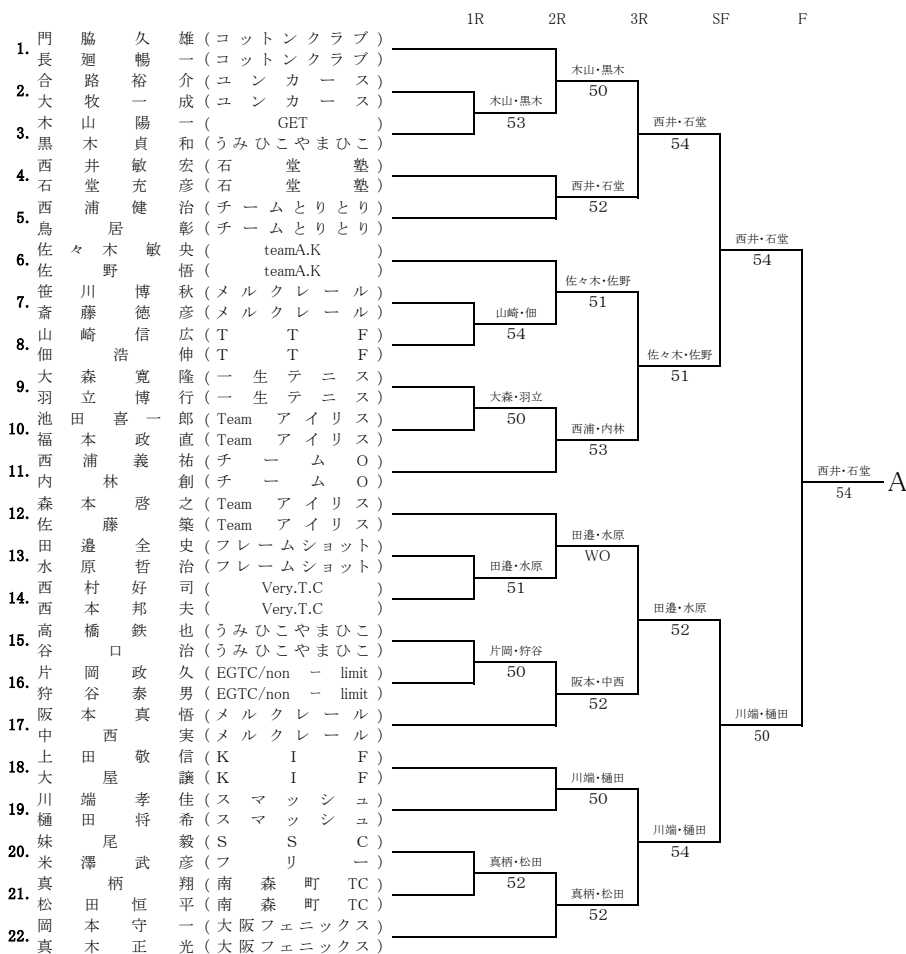 1R 2R 3R SF F
1. 門脇久雄 (コットンクラブ)
長廻暢一 (コットンクラブ)
2. 合路裕介 (ユンカース)
大牧一成 (ユンカース)
3. 木山陽一 (GET)
黒木貞和 (うみひこやまひこ)
4. 西井敏宏 (石堂塾)
石堂充彦 (石堂塾)
5. 西浦健治 (チームとりとり)
鳥居彰 (チームとりとり)
6. 佐々木敏央 (teamA.K)
佐野悟 (teamA.K)
7. 笹川博秋 (メルクレール)
斎藤徳彦 (メルクレール)
8. 山崎信広 (TTF)
佃浩伸 (TTF)
9. 大森寛隆 (一生テニス)
羽立博行 (一生テニス)
10. 池田喜一郎 (Team アイリス)
福本政直 (Team アイリス)
11. 西浦義祐 (チームO)
内林創 (チームO)
12. 森本啓之 (Team アイリス)
佐藤築 (Team アイリス)
13. 田邉全史 (フレームショット)
水原哲治 (フレームショット)
14. 西村好司 (Very.T.C)
西本邦夫 (Very.T.C)
15. 高橋鉄也 (うみひこやまひこ)
谷口治 (うみひこやまひこ)
16. 片岡政久 (EGTC/non － limit)
狩谷泰男 (EGTC/non － limit)
17. 阪本真悟 (メルクレール)
中西実 (メルクレール)
18. 上田敬信 (KIF)
大屋譲 (KIF)
19. 川端孝佳 (スマッシュ)
樋田将希 (スマッシュ)
20. 妹尾毅 (SSC)
米澤武彦 (フリー)
21. 真柄翔 (南森町TC)
松田恒平 (南森町TC)
22. 岡本守一 (大阪フェニックス)
真木正光 (大阪フェニックス)
木山・黒木
53
山崎・佃
54
大森・羽立
50
田邉・水原
51
片岡・狩谷
50
真柄・松田
52
木山・黒木
50
西井・石堂
52
佐々木・佐野
51
西浦・内林
53
田邉・水原
WO
阪本・中西
52
川端・樋田
50
真柄・松田
52
西井・石堂
54
佐々木・佐野
51
田邉・水原
52
川端・樋田
54
西井・石堂
54
川端・樋田
50
西井・石堂
54
A